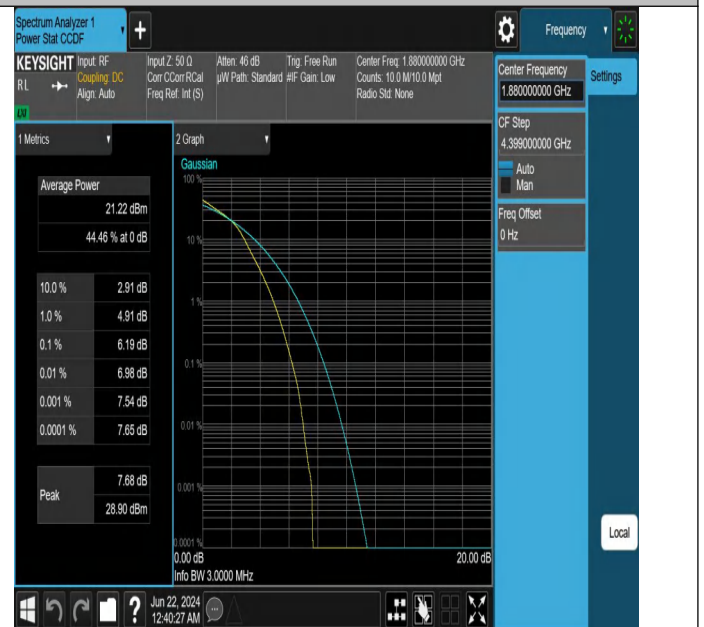 Spectrum Analyzer 1
Power Stat CCDF
+
Frequency
KEYSIGHT
RL
LXI
Input: RF
Coupling: DC
Align: Auto
Input Z: 50 Ω
Corr CCorr RCal
Freq Ref: Int (S)
Atten: 46 dB
µW Path: Standard
Trig: Free Run
#IF Gain: Low
Center Freq: 1.880000000 GHz
Counts: 10.0 M/10.0 Mpt
Radio Std: None
Center Frequency
1.880000000 GHz
Settings
CF Step
4.399000000 GHz
Auto
Man
Freq Offset
0 Hz
1 Metrics
Average Power
21.22 dBm
44.46 % at 0 dB
10.0 % 2.91 dB
1.0 % 4.91 dB
0.1 % 6.19 dB
0.01 % 6.98 dB
0.001 % 7.54 dB
0.0001 % 7.65 dB
Peak
7.68 dB
28.90 dBm
2 Graph
Gaussian
100 %
10 %
1 %
0.1 %
0.01 %
0.001 %
0.0001 %
0.00 dB 20.00 dB
Info BW 3.0000 MHz
Local
?
Jun 22, 2024
12:40:27 AM